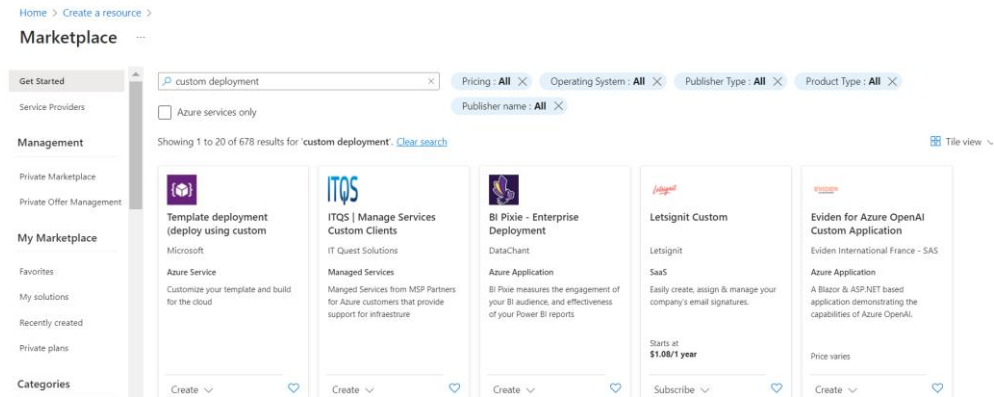 Home > Create a resource >
Marketplace ...
Get Started
Service Providers
Management
Private Marketplace
Private Offer Management
My Marketplace
Favorites
My solutions
Recently created
Private plans
Categories
custom deployment
Pricing : All
Operating System : All
Publisher Type : All
Product Type : All
Publisher name : All
Azure services only
Showing 1 to 20 of 678 results for 'custom deployment'. Clear search
Tile view
Template deployment
(deploy using custom
Microsoft
Azure Service
Customize your template and build
for the cloud
Create
ITQS
ITQS | Manage Services
Custom Clients
IT Quest Solutions
Managed Services
Manged Services from MSP Partners
for Azure customers that provide
support for infraestrure
Create
BI Pixie - Enterprise
Deployment
DataChant
Azure Application
BI Pixie measures the engagement of
your BI audience, and effectiveness
of your Power BI reports
Create
Letsignit
Letsignit Custom
Letsignit
SaaS
Easily create, assign & manage your
company's email signatures.
Starts at
$1.08/1 year
Subscribe
EVIDEN
Eviden for Azure OpenAI
Custom Application
Eviden International France - SAS
Azure Application
A Blazor & ASP.NET based
application demonstrating the
capabilities of Azure OpenAI.
Price varies
Create